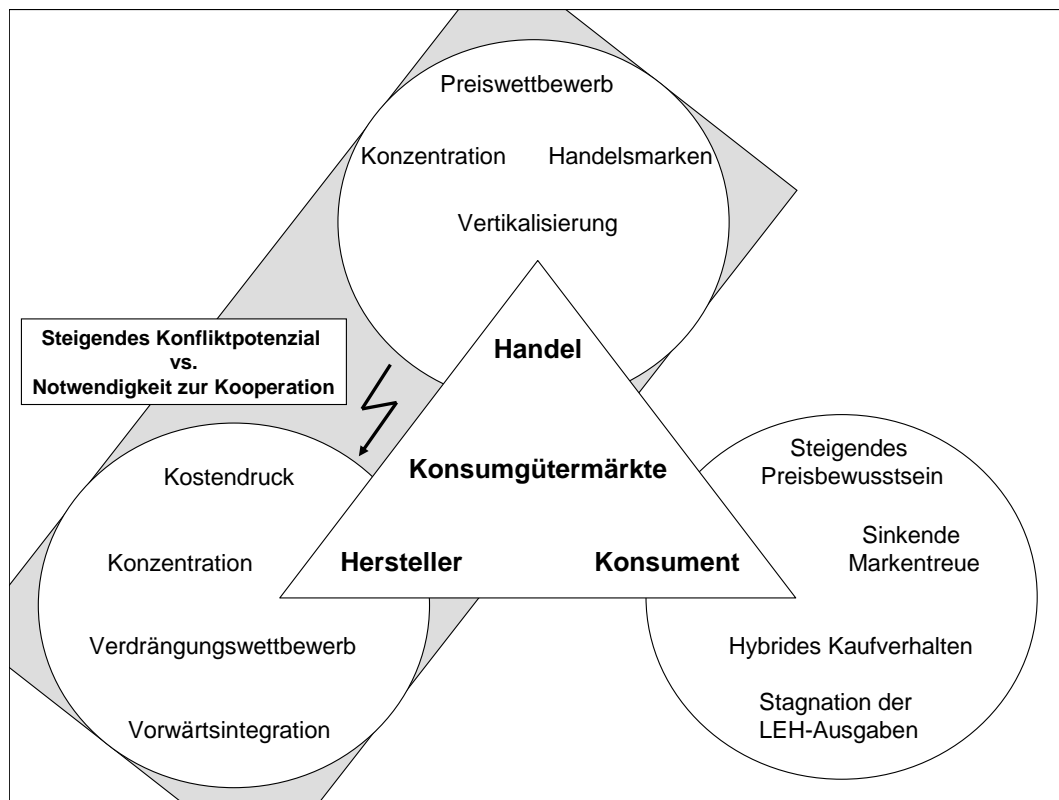 Preiswettbewerb
Konzentration Handelsmarken
Vertikalisierung
Handel
Steigendes Konfliktpotenzial
vs.
Notwendigkeit zur Kooperation
Konsumgütermärkte
Hersteller Konsument
Kostendruck
Konzentration
Verdrängungswettbewerb
Vorwärtsintegration
Steigendes
Preisbewusstsein
Sinkende
Markentreue
Hybrides Kaufverhalten
Stagnation der
LEH-Ausgaben